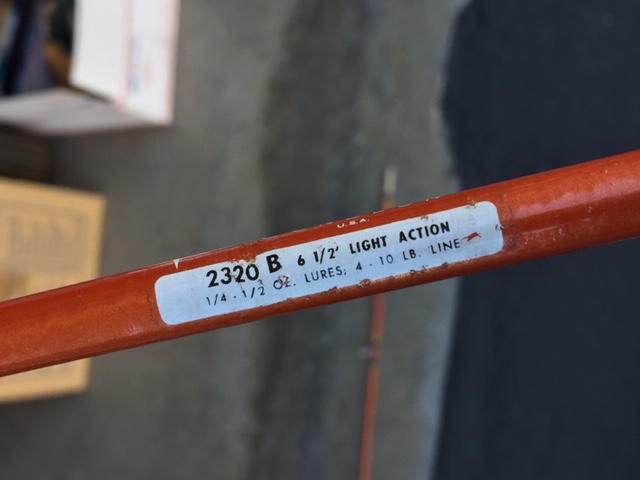 U.S.A.
2320 B 6 1/2' LIGHT ACTION
1/4 - 1/2 OZ. LURES; 4 - 10 LB. LINE